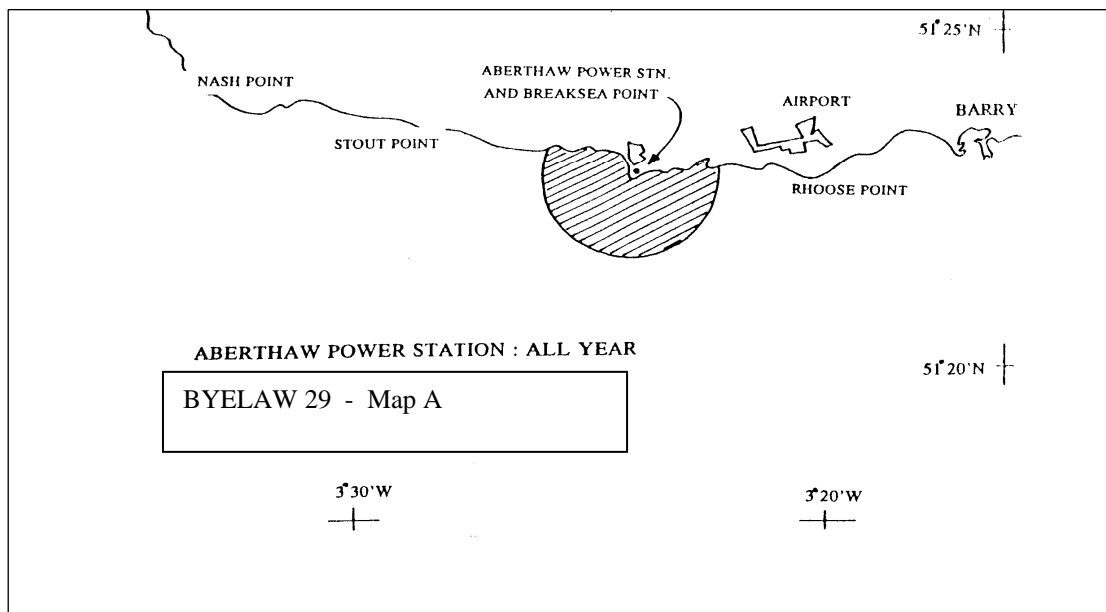 51°25'N
NASH POINT
ABERTHAW POWER STN.
AND BREAKSEA POINT
AIRPORT
BARRY
STOUT POINT
RHOOSE POINT
ABERTHAW POWER STATION : ALL YEAR
51°20'N
BYELAW 29 - Map A
3°30'W
3°20'W